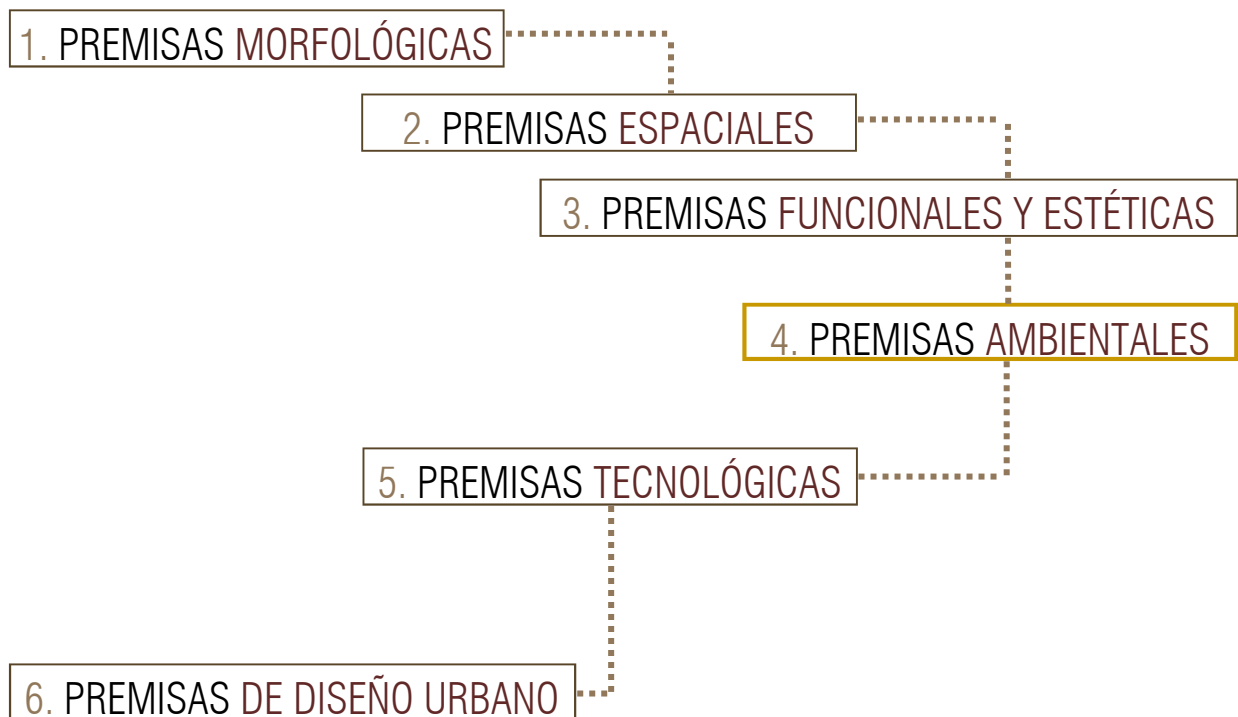 1. PREMISAS MORFOLÓGICAS
2. PREMISAS ESPACIALES
3. PREMISAS FUNCIONALES Y ESTÉTICAS
4. PREMISAS AMBIENTALES
5. PREMISAS TECNOLÓGICAS
6. PREMISAS DE DISEÑO URBANO